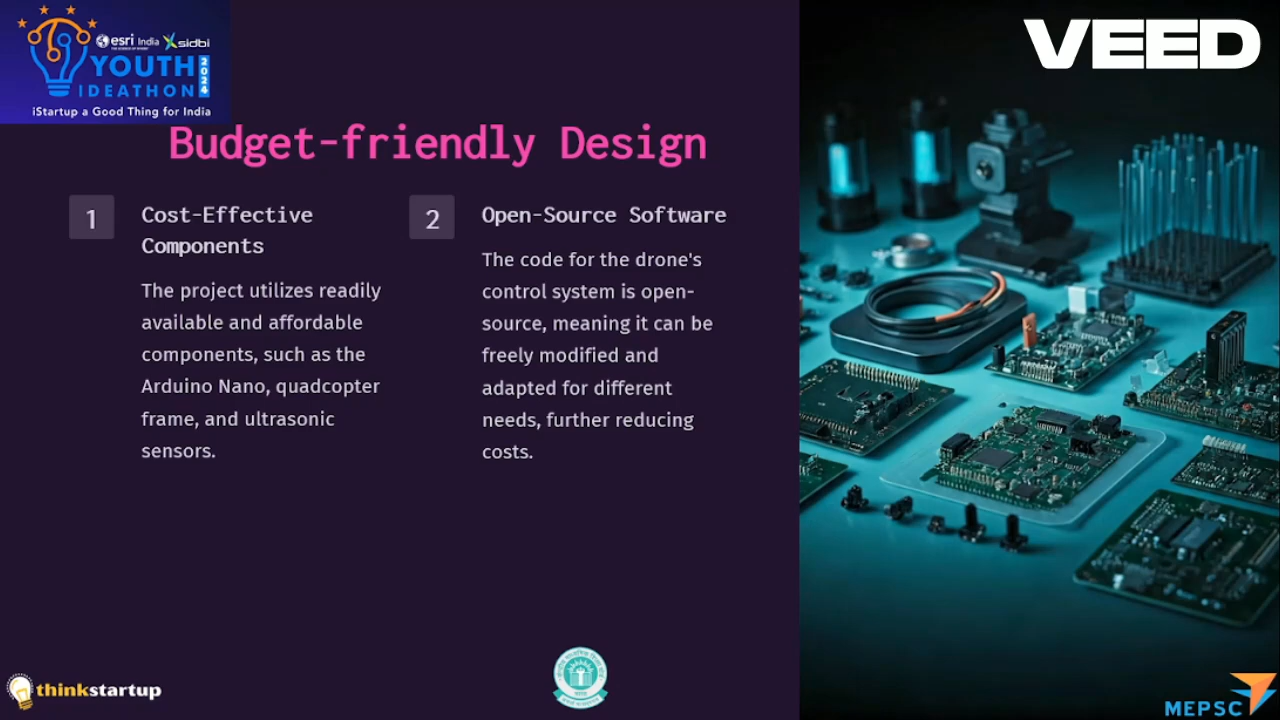 esri India sidbi
YOUTH
IDEATHON
2024
iStartup a Good Thing for India
VEED
Budget-friendly Design
1
Cost-Effective
Components
The project utilizes readily
available and affordable
components, such as the
Arduino Nano, quadcopter
frame, and ultrasonic
sensors.
2
Open-Source Software
The code for the drone's
control system is open-
source, meaning it can be
freely modified and
adapted for different
needs, further reducing
costs.
thinkstartup
MEPSC